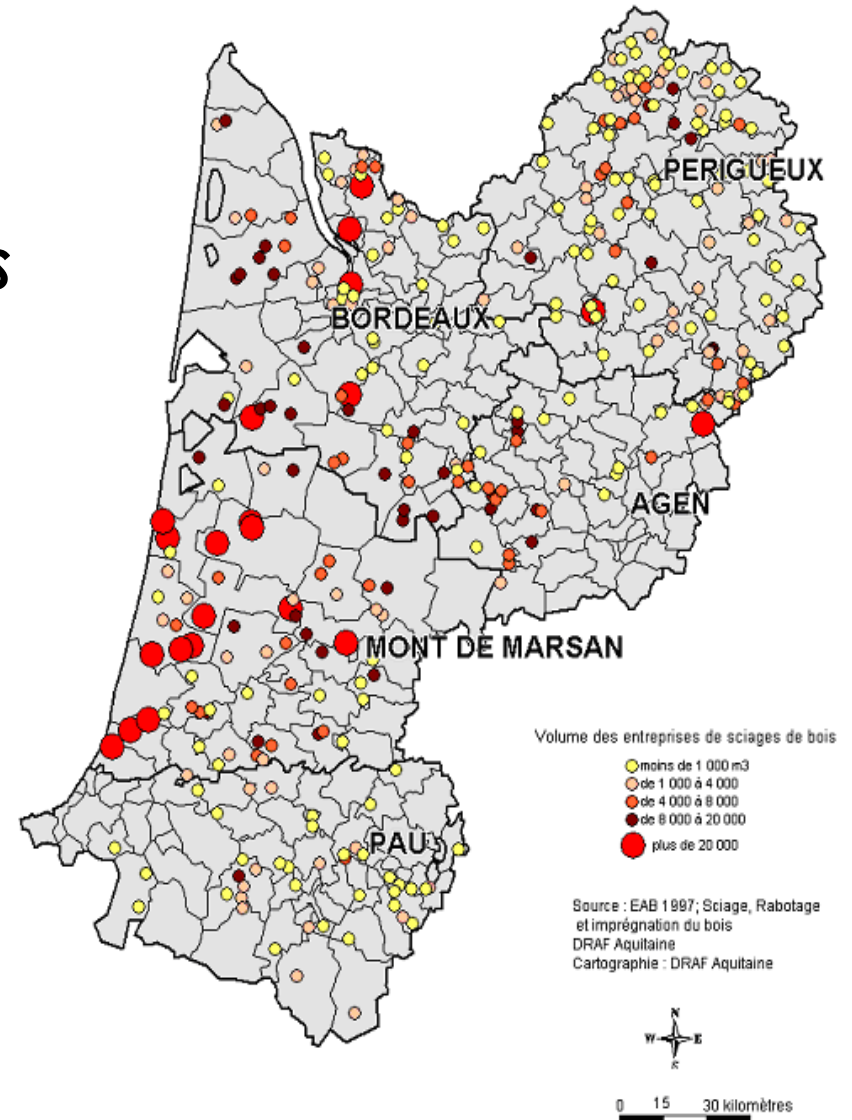 s
PERIGUEUX
BORDEAUX
AGEN
MONT DE MARSAN
PAU
Volume des entreprises de sciages de bois
moins de 1 000 m3
de 1 000 á 4 000
de 4 000 á 8 000
de 8 000 á 20 000
plus de 20 000
Source : EAB 1997; Sciage, Rabotage
et imprégnation du bois
DRAF Aquitaine
Cartographie : DRAF Aquitaine
N
W E
S
0 15 30 kilomètres